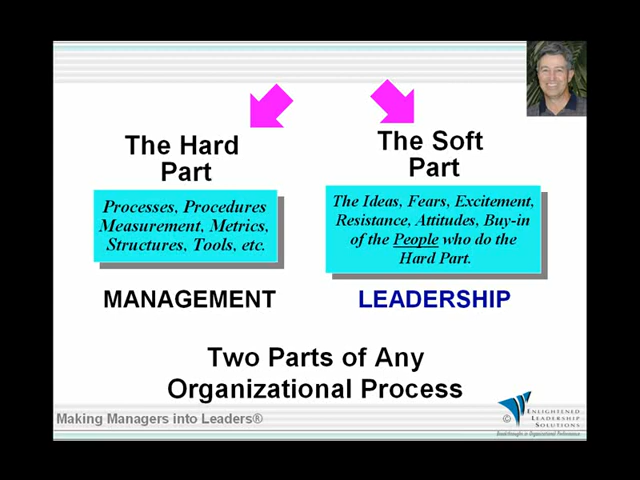 The Hard
Part
The Soft
Part
Processes, Procedures
Measurement, Metrics,
Structures, Tools, etc.
The Ideas, Fears, Excitement,
Resistance, Attitudes, Buy-in
of the People who do the
Hard Part.
MANAGEMENT
LEADERSHIP
Two Parts of Any
Organizational Process
Making Managers into Leaders®
©
ENLIGHTENED
LEADERSHIP
SOLUTIONS